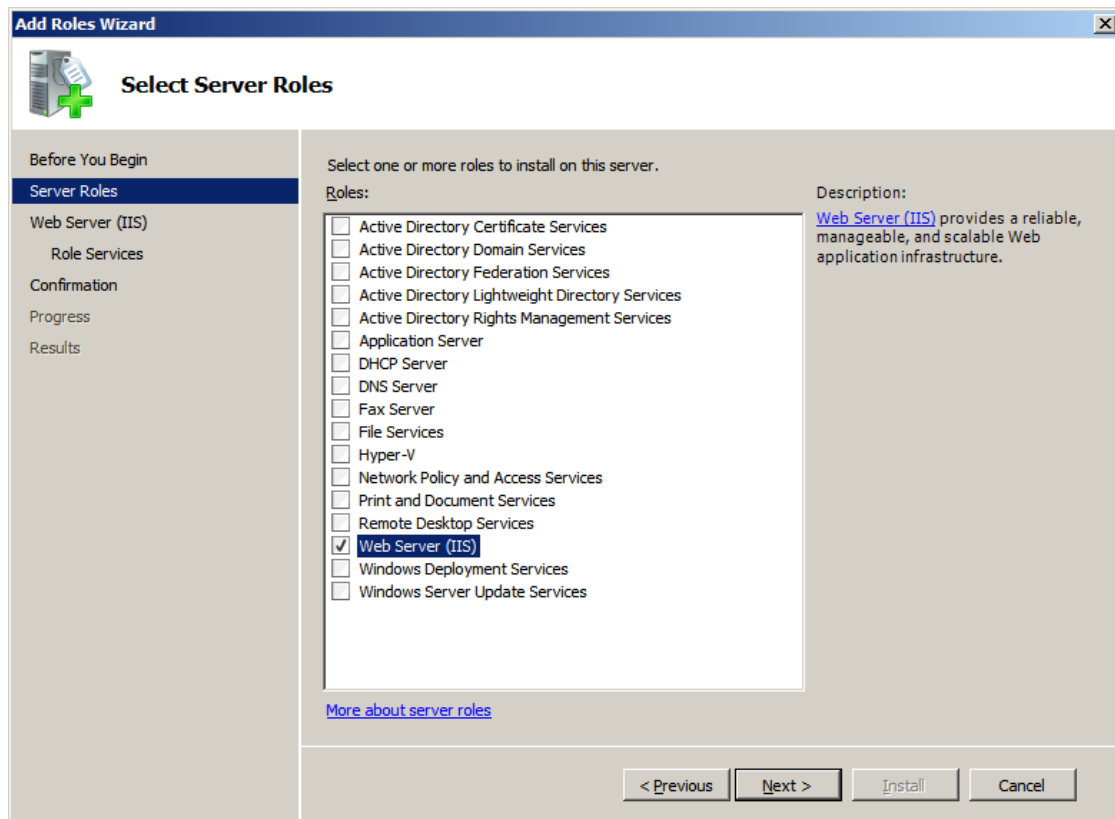 Add Roles Wizard
Select Server Roles
Before You Begin
Server Roles
Web Server (IIS)
Role Services
Confirmation
Progress
Results
Select one or more roles to install on this server.
Roles:
Active Directory Certificate Services
Active Directory Domain Services
Active Directory Federation Services
Active Directory Lightweight Directory Services
Active Directory Rights Management Services
Application Server
DHCP Server
DNS Server
Fax Server
File Services
Hyper-V
Network Policy and Access Services
Print and Document Services
Remote Desktop Services
Web Server (IIS)
Windows Deployment Services
Windows Server Update Services
More about server roles
Description:
Web Server (IIS) provides a reliable,
manageable, and scalable Web
application infrastructure.
< Previous
Next >
Install
Cancel